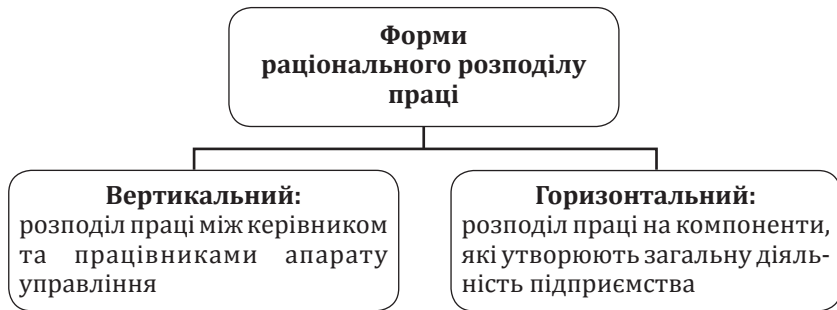 Форми
раціонального розподілу
праці
Вертикальний:
розподіл праці між керівником
та працівниками апарату
управління
Горизонтальний:
розподіл праці на компоненти,
які утворюють загальну діяль-
ність підприємства